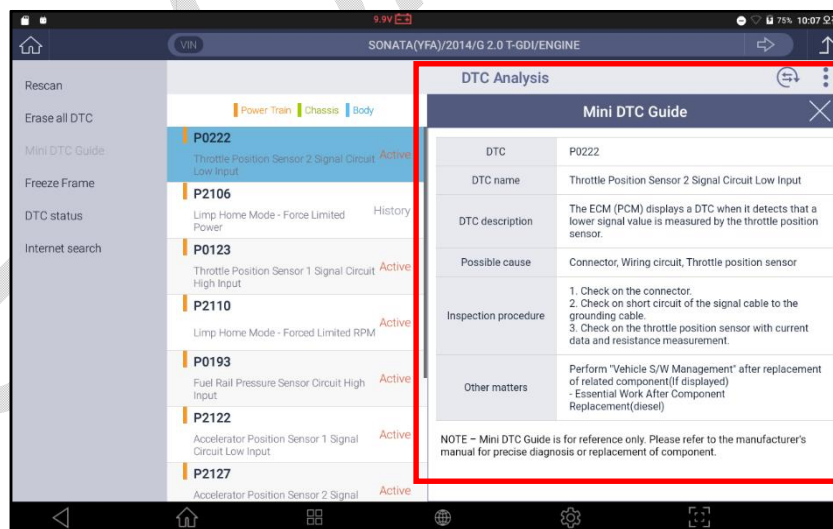 9.9V
75% 10:07
VIN
SONATA(YFA)/2014/G 2.0 T-GDI/ENGINE
Rescan
Erase all DTC
Mini DTC Guide
Freeze Frame
DTC status
Internet search
DTC Analysis
Power Train Chassis Body
P0222
Throttle Position Sensor 2 Signal Circuit
Low Input
Active
P2106
Limp Home Mode - Force Limited
Power
History
P0123
Throttle Position Sensor 1 Signal Circuit
High Input
Active
P2110
Limp Home Mode - Forced Limited RPM
Active
P0193
Fuel Rail Pressure Sensor Circuit High
Input
Active
P2122
Accelerator Position Sensor 1 Signal
Circuit Low Input
Active
P2127
Accelerator Position Sensor 2 Signal
Active
Mini DTC Guide
DTC
P0222
DTC name
Throttle Position Sensor 2 Signal Circuit Low Input
DTC description
The ECM (PCM) displays a DTC when it detects that a
lower signal value is measured by the throttle position
sensor.
Possible cause
Connector, Wiring circuit, Throttle position sensor
Inspection procedure
1. Check on the connector.
2. Check on short circuit of the signal cable to the
grounding cable.
3. Check on the throttle position sensor with current
data and resistance measurement.
Other matters
Perform "Vehicle S/W Management" after replacement
of related component(If displayed)
- Essential Work After Component
Replacement(diesel)
NOTE – Mini DTC Guide is for reference only. Please refer to the manufacturer's
manual for precise diagnosis or replacement of component.